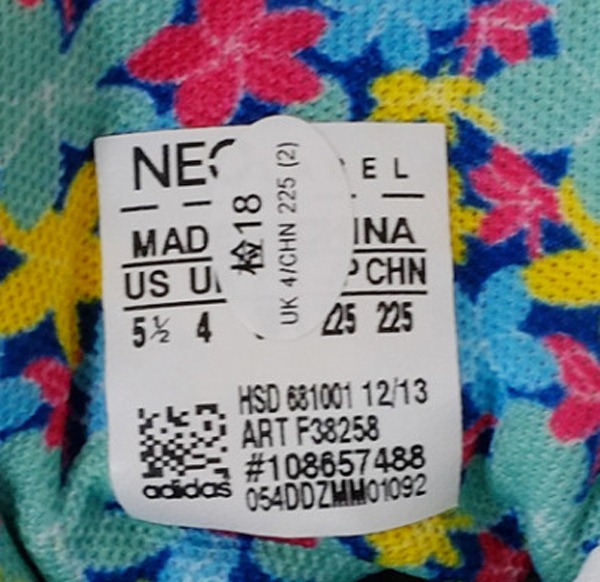 NEO
E L
MAD
INA
US
CHN
5½ 4
225 225
检18
UK 4/CHN 225 (2)
HSD 681001 12/13
ART F38258
#108657488
054DDZMM01092
adidas